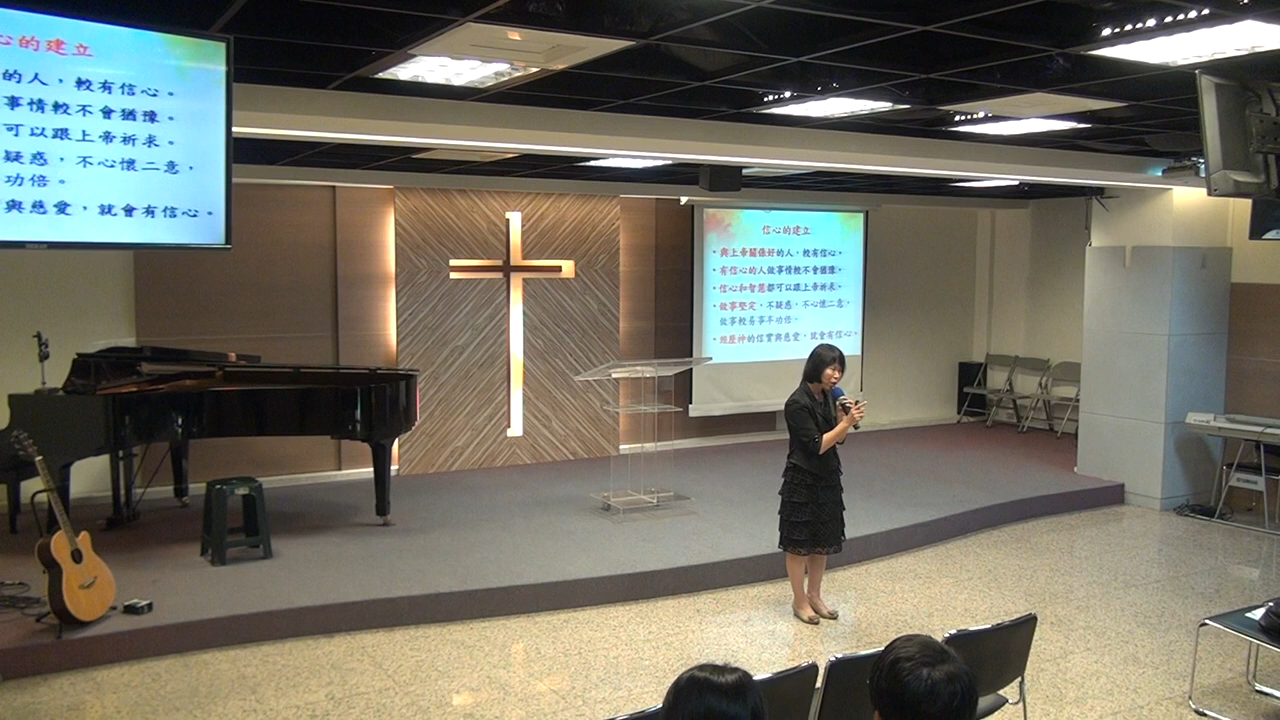 心的建立
的人，較有信心。
事情較不會猶豫。
可以跟上帝祈求。
疑惑，不心懷二意，
功倍。
與慈愛，就會有信心。
信心的建立
•與上帝關係好的人，較有信心。
•有信心的人做事情較不會猶豫。
•信心和智慧都可以跟上帝祈求。
•做事堅定，不疑惑，不心懷二意，
做事較易事半功倍。
•經歷神的信實與慈愛，就會有信心。